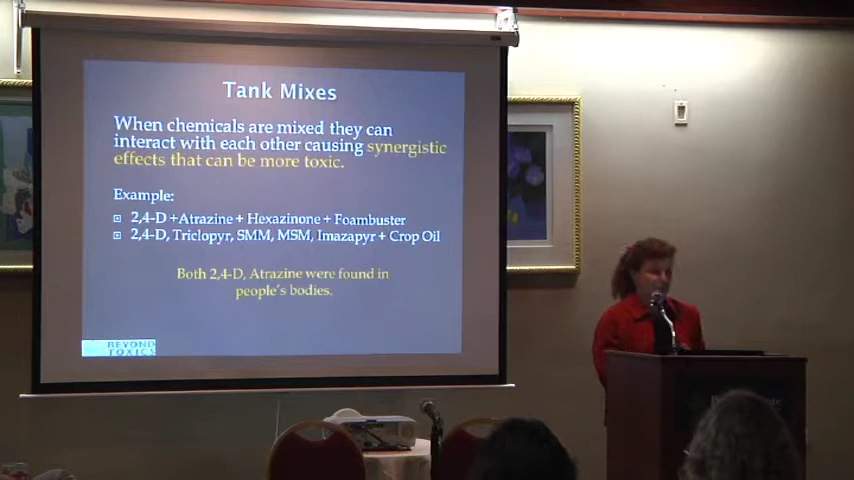 Tank Mixes
When chemicals are mixed they can
interact with each other causing synergistic
effects that can be more toxic.
Example:
2,4-D +Atrazine + Hexazinone + Foambuster
2,4-D, Triclopyr, SMM, MSM, Imazapyr + Crop Oil
Both 2,4-D, Atrazine were found in
people's bodies.
BEYOND
TOXICS